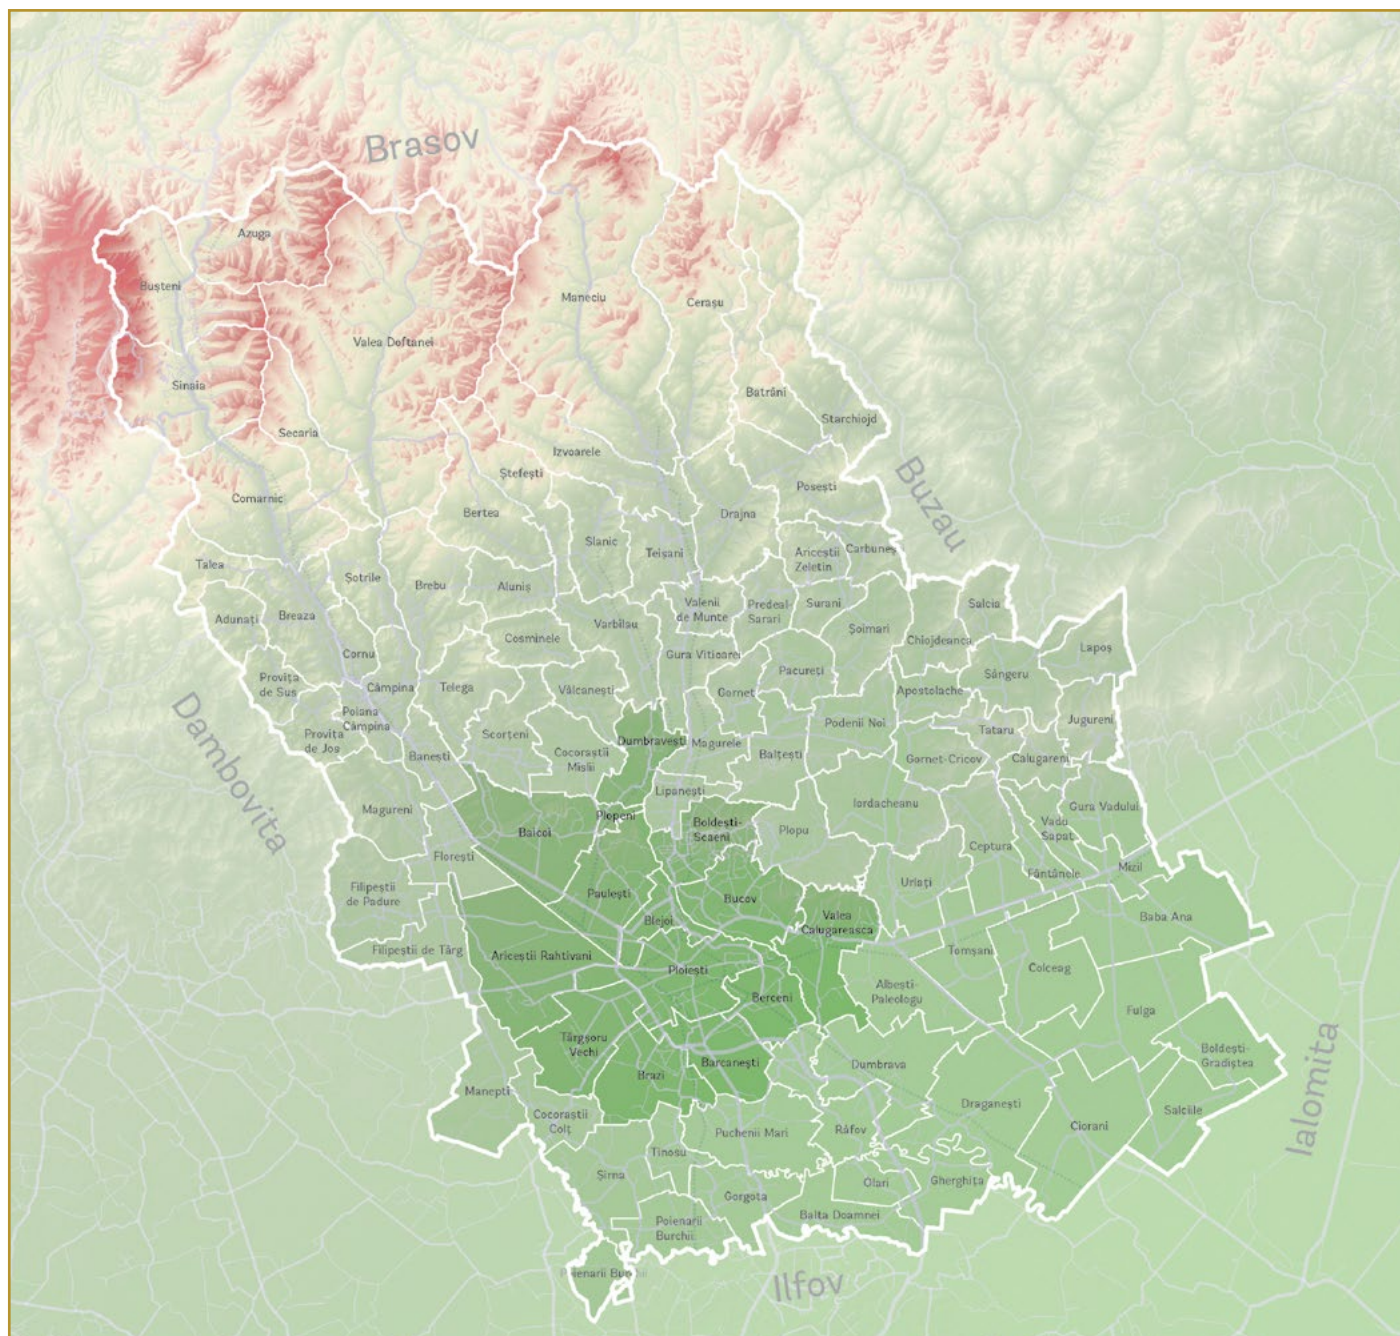 Brasov
Azuga
Bușteni
Maneciu
Cerașu
Valea Doftanei
Sinaia
Batrâni
Starchiojd
Secaria
Izvoarele
Ștefești
Buzau
Comarnic
Posești
Bertea
Drajna
Slanic
Teișani
Ariceștii
Zeletin
Carbunești
Talea
Șotrile
Brebu
Aluniș
Valenii
de Munte
Predeal-
Sarari
Surani
Salcia
Adunați
Breaza
Varbilau
Șoimari
Cosminele
Chiojdeanca
Lapoș
Cornu
Gura Vitioarei
Pacureți
Sângeru
Provița
de Sus
Câmpina
Telega
Vâlcanești
Gornet
Apostolache
Dambovita
Poiana
Câmpina
Podenii Noi
Jugureni
Provița
de Jos
Scorțeni
Dumbravești
Magurele
Tataru
Banești
Cocoraștii
Mislii
Balțești
Gornet-Cricov
Calugareni
Lipanești
Iordacheanu
Gura Vadului
Magureni
Plopeni
Boldești-
Scaeni
Plopu
Vadu
Sapat
Baicoi
Ceptura
Florești
Mizil
Fântânele
Urlați
Filipeștii
de Padure
Paulești
Bucov
Blejoi
Valea
Calugareasca
Baba Ana
Filipeștii de Târg
Ariceștii Rahtivani
Tomșani
Ploiești
Colceag
Albești-
Paleologu
Berceni
Fulga
Târgșoru
Vechi
Boldești-
Gradiștea
Barcanești
Dumbrava
Brazi
Ialomita
Manești
Draganești
Salciile
Cocoraștii
Colț
Ciorani
Puchenii Mari
Râfov
Tinosu
Șirna
Olari
Gherghița
Gorgota
Balta Doamnei
Poienarii
Burchii
Ilfov